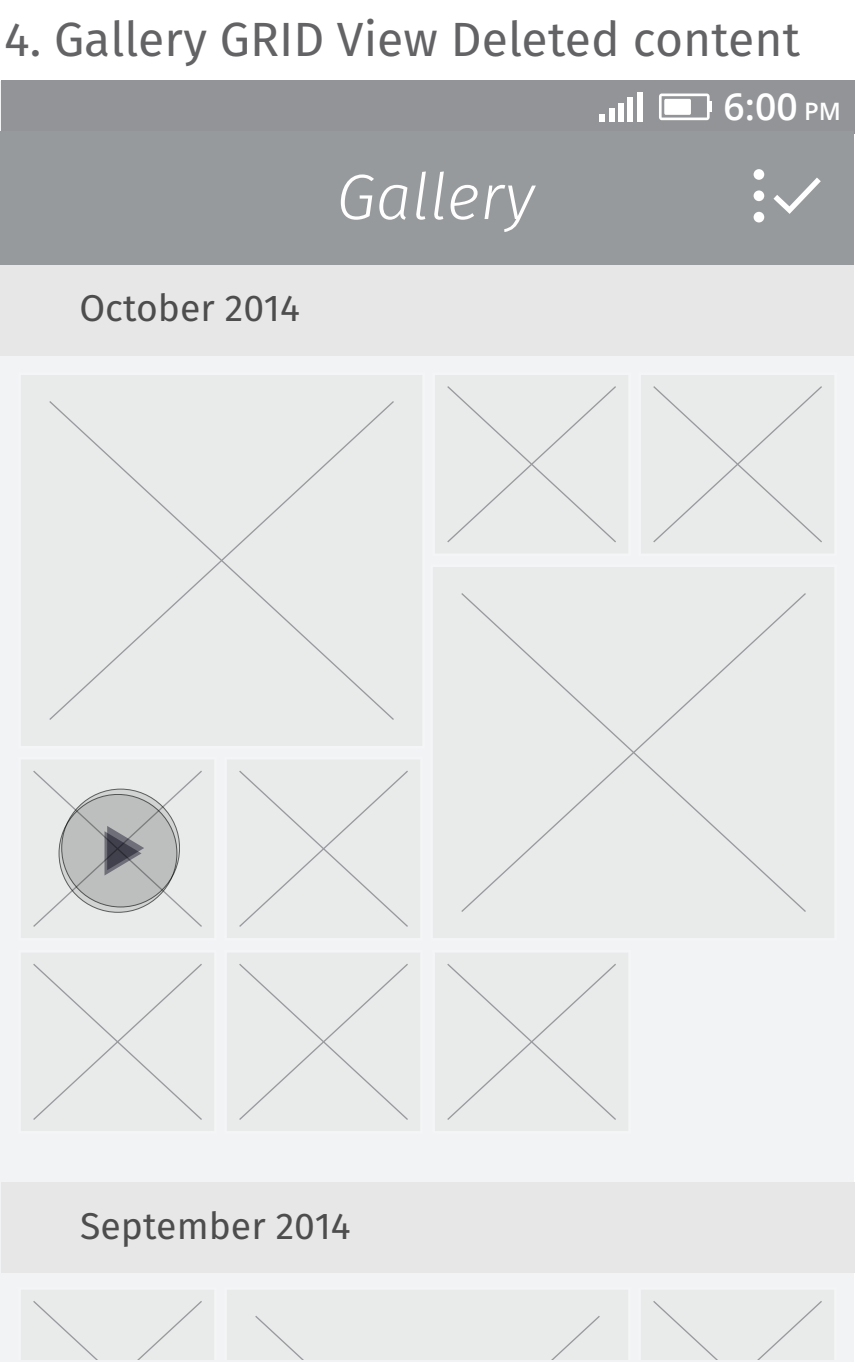 4. Gallery GRID View Deleted content
6:00 PM
Gallery
October 2014
September 2014